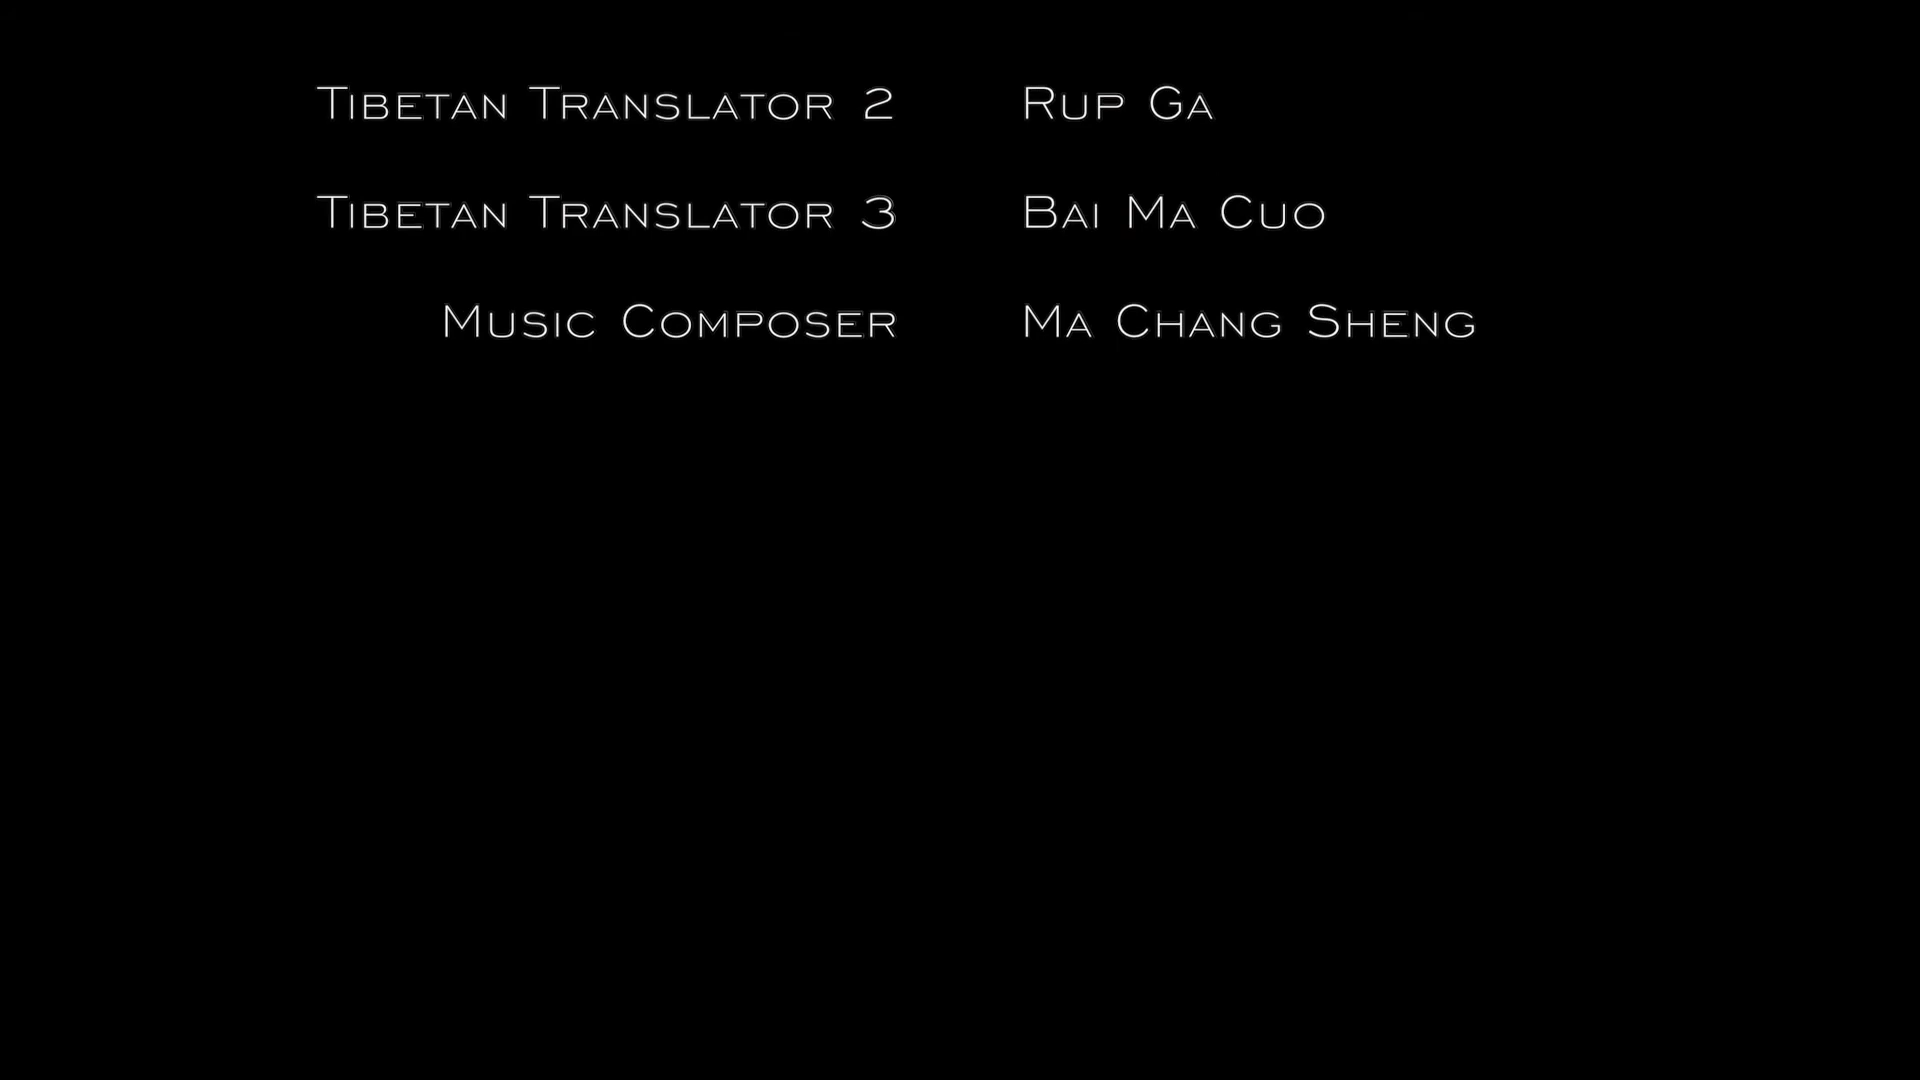 Tibetan Translator 2 Rup Ga
Tibetan Translator 3 Bai Ma Cuo
Music Composer Ma Chang Sheng